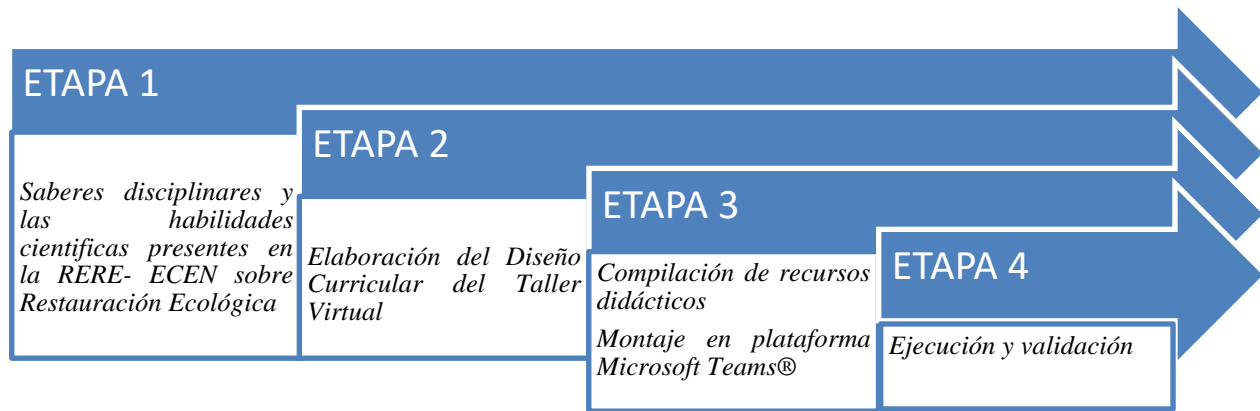 ETAPA 1
Saberes disciplinares y
las habilidades
cientificas presentes en
la RERE- ECEN sobre
Restauración Ecológica
ETAPA 2
Elaboración del Diseño
Curricular del Taller
Virtual
ETAPA 3
Compilación de recursos
didácticos
Montaje en plataforma
Microsoft Teams®
ETAPA 4
Ejecución y validación